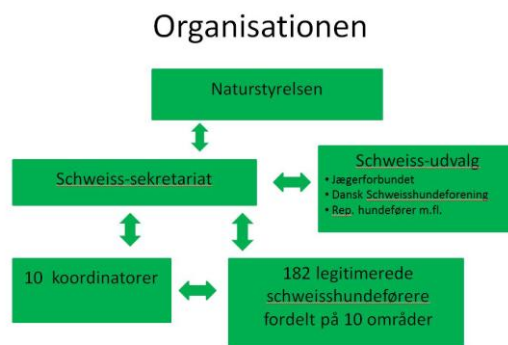 Organisationen
Naturstyrelsen
Schweiss-sekretariat
Schweiss-udvalg
• Jægerforbundet
• Dansk Schweisshundeforening
• Rep. hundefører m.fl.
10 koordinatorer
182 legitimerede
schweisshundeførere
fordelt på 10 områder